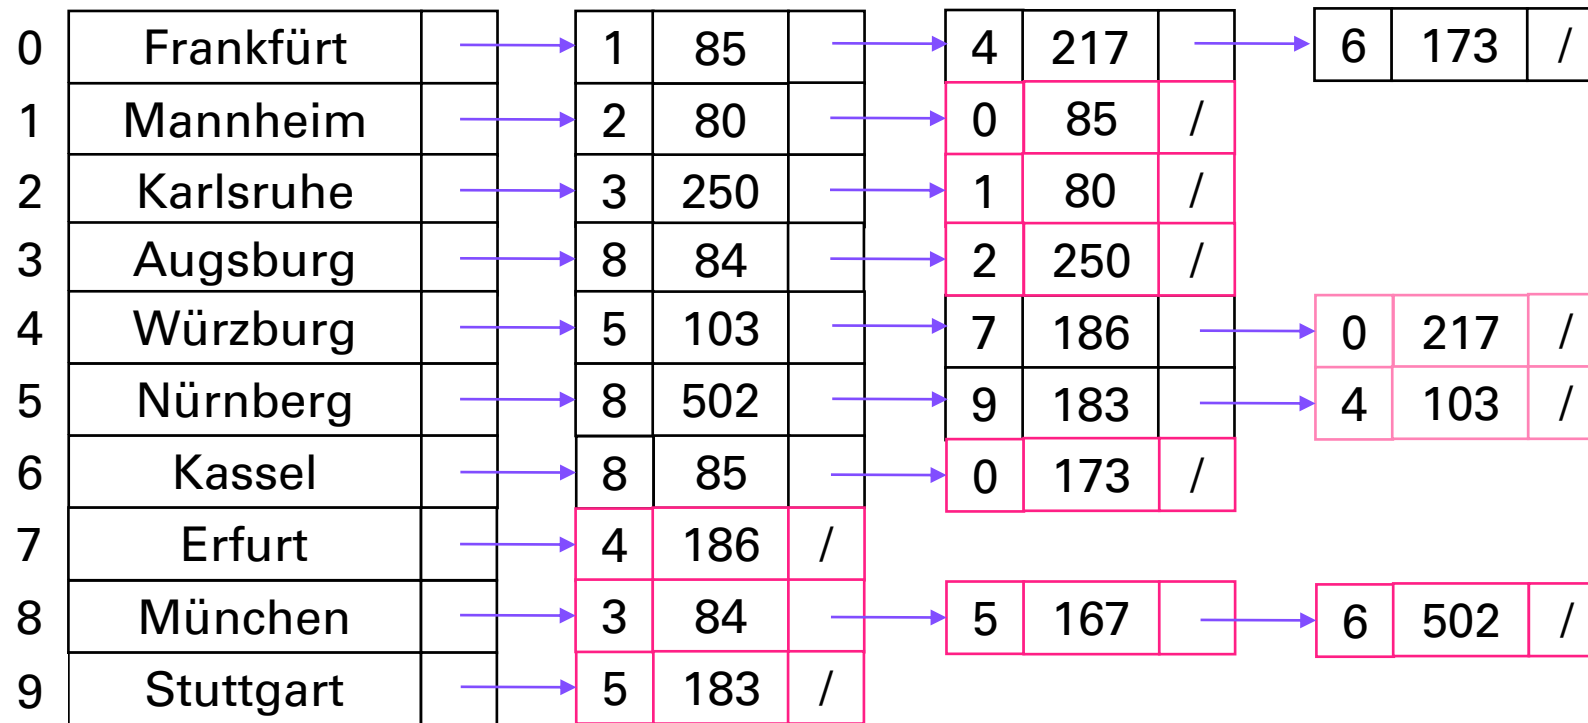 0 Frankfürt 1 85 4 217 6 173 /
1 Mannheim 2 80 0 85 /
2 Karlsruhe 3 250 1 80 /
3 Augsburg 8 84 2 250 /
4 Würzburg 5 103 7 186 0 217 /
5 Nürnberg 8 502 9 183 4 103 /
6 Kassel 8 85 0 173 /
7 Erfurt 4 186 /
8 München 3 84 5 167 6 502 /
9 Stuttgart 5 183 /